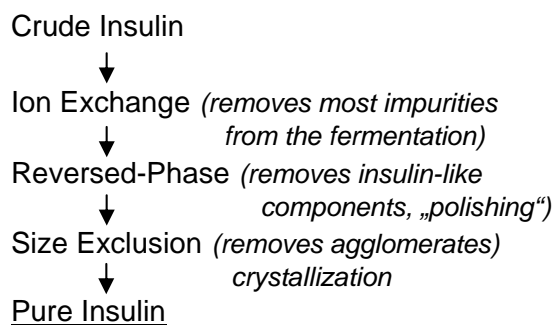 Crude Insulin
Ion Exchange (removes most impurities
from the fermentation)
Reversed-Phase (removes insulin-like
components, „polishing“)
Size Exclusion (removes agglomerates)
crystallization
Pure Insulin